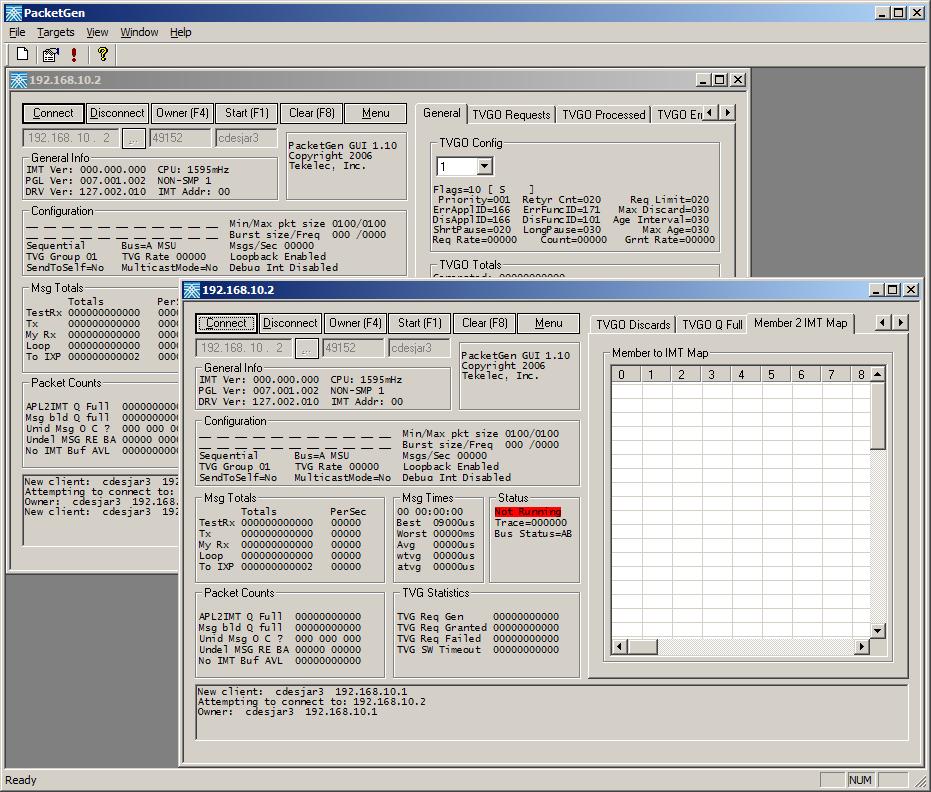 PacketGen
File Targets View Window Help
192.168.10.2
Connect Disconnect Owner (F4) Start (F1) Clear (F8) Menu
192.168. 10 . 2 ... 49152 cdesjar3
General Info
IMT Ver: 000.000.000 CPU: 1595mHz
PGL Ver: 007.001.002 NON-SMP 1
DRV Ver: 127.002.010 IMT Addr: 00
PacketGen GUI 1.10
Copyright 2006
Tekelec, Inc.
Configuration
Min/Max pkt size 0100/0100
Burst size/Freq 000 /0000
Sequential Bus=A MSU Msgs/Sec 00000
TVG Group 01 TVG Rate 00000 Loopback Enabled
SendToSelf=No MulticastMode=No Debug Int Disabled
Msg Totals
Totals PerSe
TestRx 000000000000 000
Tx 000000000000 000
My Rx 000000000000 000
Loop 000000000000 000
To IXP 000000000002 000
Packet Counts
APL2IMT Q Full 0000000000
Msg bld Q full 0000000000
Unid Msg O C ? 000 000 00
Undel MSG RE BA 00000 000
No IMT Buf AVL 0000000000
New client: cdesjar3 192
Attempting to connect to:
Owner: cdesjar3 192.168.
New client: cdesjar3 192
General TVGO Requests TVGO Processed TVGO Er
TVGO Config
1
Flags=10 [ S ]
Priority=001 Retyr Cnt=020 Req Limit=020
ErrApplID=166 ErrFuncID=171 Max Discard=030
DisApplID=166 DisFuncID=101 Age Interval=030
ShrtPause=020 LongPause=030 Max Age=030
Req Rate=00000 Count=00000 Grnt Rate=00000
TVGO Totals
192.168.10.2
Connect Disconnect Owner (F4) Start (F1) Clear (F8) Menu
192.168. 10 . 2 ... 49152 cdesjar3
General Info
IMT Ver: 000.000.000 CPU: 1595mHz
PGL Ver: 007.001.002 NON-SMP 1
DRV Ver: 127.002.010 IMT Addr: 00
PacketGen GUI 1.10
Copyright 2006
Tekelec, Inc.
Configuration
Min/Max pkt size 0100/0100
Burst size/Freq 000 /0000
Sequential Bus=A MSU Msgs/Sec 00000
TVG Group 01 TVG Rate 00000 Loopback Enabled
SendToSelf=No MulticastMode=No Debug Int Disabled
Msg Totals
Totals PerSec
TestRx 000000000000 00000
Tx 000000000000 00000
My Rx 000000000000 00000
Loop 000000000000 00000
To IXP 000000000002 00000
Msg Times
00 00:00:00
Best 09000us
Worst 00000ms
Avg 00000us
wtvg 00000us
atvg 00000us
Status
Not Running
Trace=000000
Bus Status=AB
Packet Counts
APL2IMT Q Full 00000000000
Msg bld Q full 00000000000
Unid Msg O C ? 000 000 000
Undel MSG RE BA 00000 00000
No IMT Buf AVL 00000000000
TVG Statistics
TVG Req Gen 00000000000
TVG Req Granted 00000000000
TVG Req Failed 00000000000
TVG SW Timeout 00000000000
TVGO Discards TVGO Q Full Member 2 IMT Map
Member to IMT Map
0 1 2 3 4 5 6 7 8
New client: cdesjar3 192.168.10.1
Attempting to connect to: 192.168.10.2
Owner: cdesjar3 192.168.10.1
Ready NUM